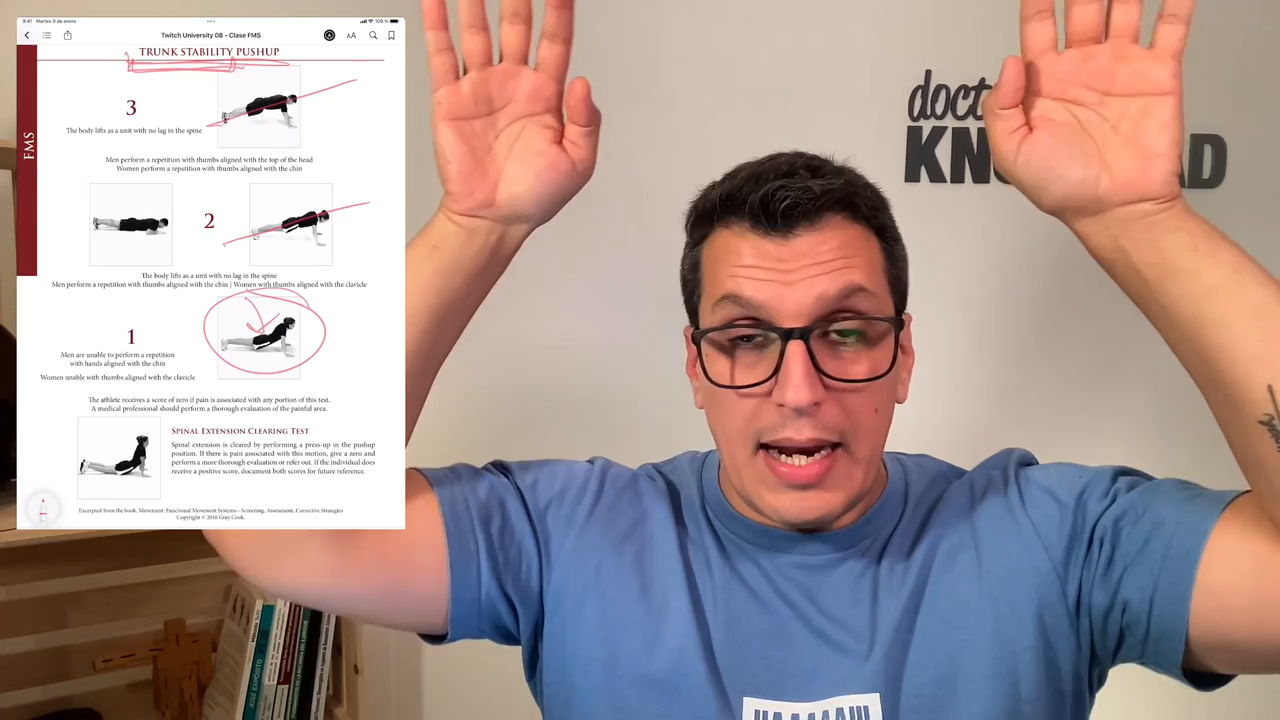 9:41 Martes 9 de enero
109 %
Twitch University 08 - Clase FMS
AA
TRUNK STABILITY PUSHUP
FMS
3
The body lifts as a unit with no lag in the spine
Men perform a repetition with thumbs aligned with the top of the head
Women perform a repetition with thumbs aligned with the chin
2
The body lifts as a unit with no lag in the spine
Men perform a repetition with thumbs aligned with the chin | Women with thumbs aligned with the clavicle
1
Men are unable to perform a repetition
with hands aligned with the chin
Women unable with thumbs aligned with the clavicle
The athlete receives a score of zero if pain is associated with any portion of this test.
A medical professional should perform a thorough evaluation of the painful area.
SPINAL EXTENSION CLEARING TEST
Spinal extension is cleared by performing a press-up in the pushup
position. If there is pain associated with this motion, give a zero and
perform a more thorough evaluation or refer out. If the individual does
receive a positive score, document both scores for future reference.
Excerpted from the book, Movement: Functional Movement Systems—Screening, Assessment, Corrective Strategies
Copyright © 2010 Gray Cook.
doct
KN AD
JOSÉ EXPÓSITO